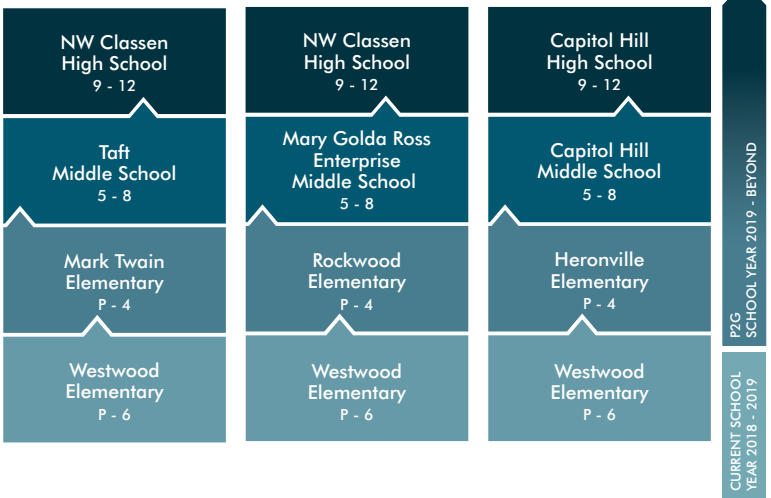 NW Classen
High School
9 - 12
Taft
Middle School
5 - 8
Mark Twain
Elementary
P - 4
Westwood
Elementary
P - 6
NW Classen
High School
9 - 12
Mary Golda Ross
Enterprise
Middle School
5 - 8
Rockwood
Elementary
P - 4
Westwood
Elementary
P - 6
Capitol Hill
High School
9 - 12
Capitol Hill
Middle School
5 - 8
Heronville
Elementary
P - 4
Westwood
Elementary
P - 6
P2G
SCHOOL YEAR 2019 - BEYOND
CURRENT SCHOOL
YEAR 2018 - 2019